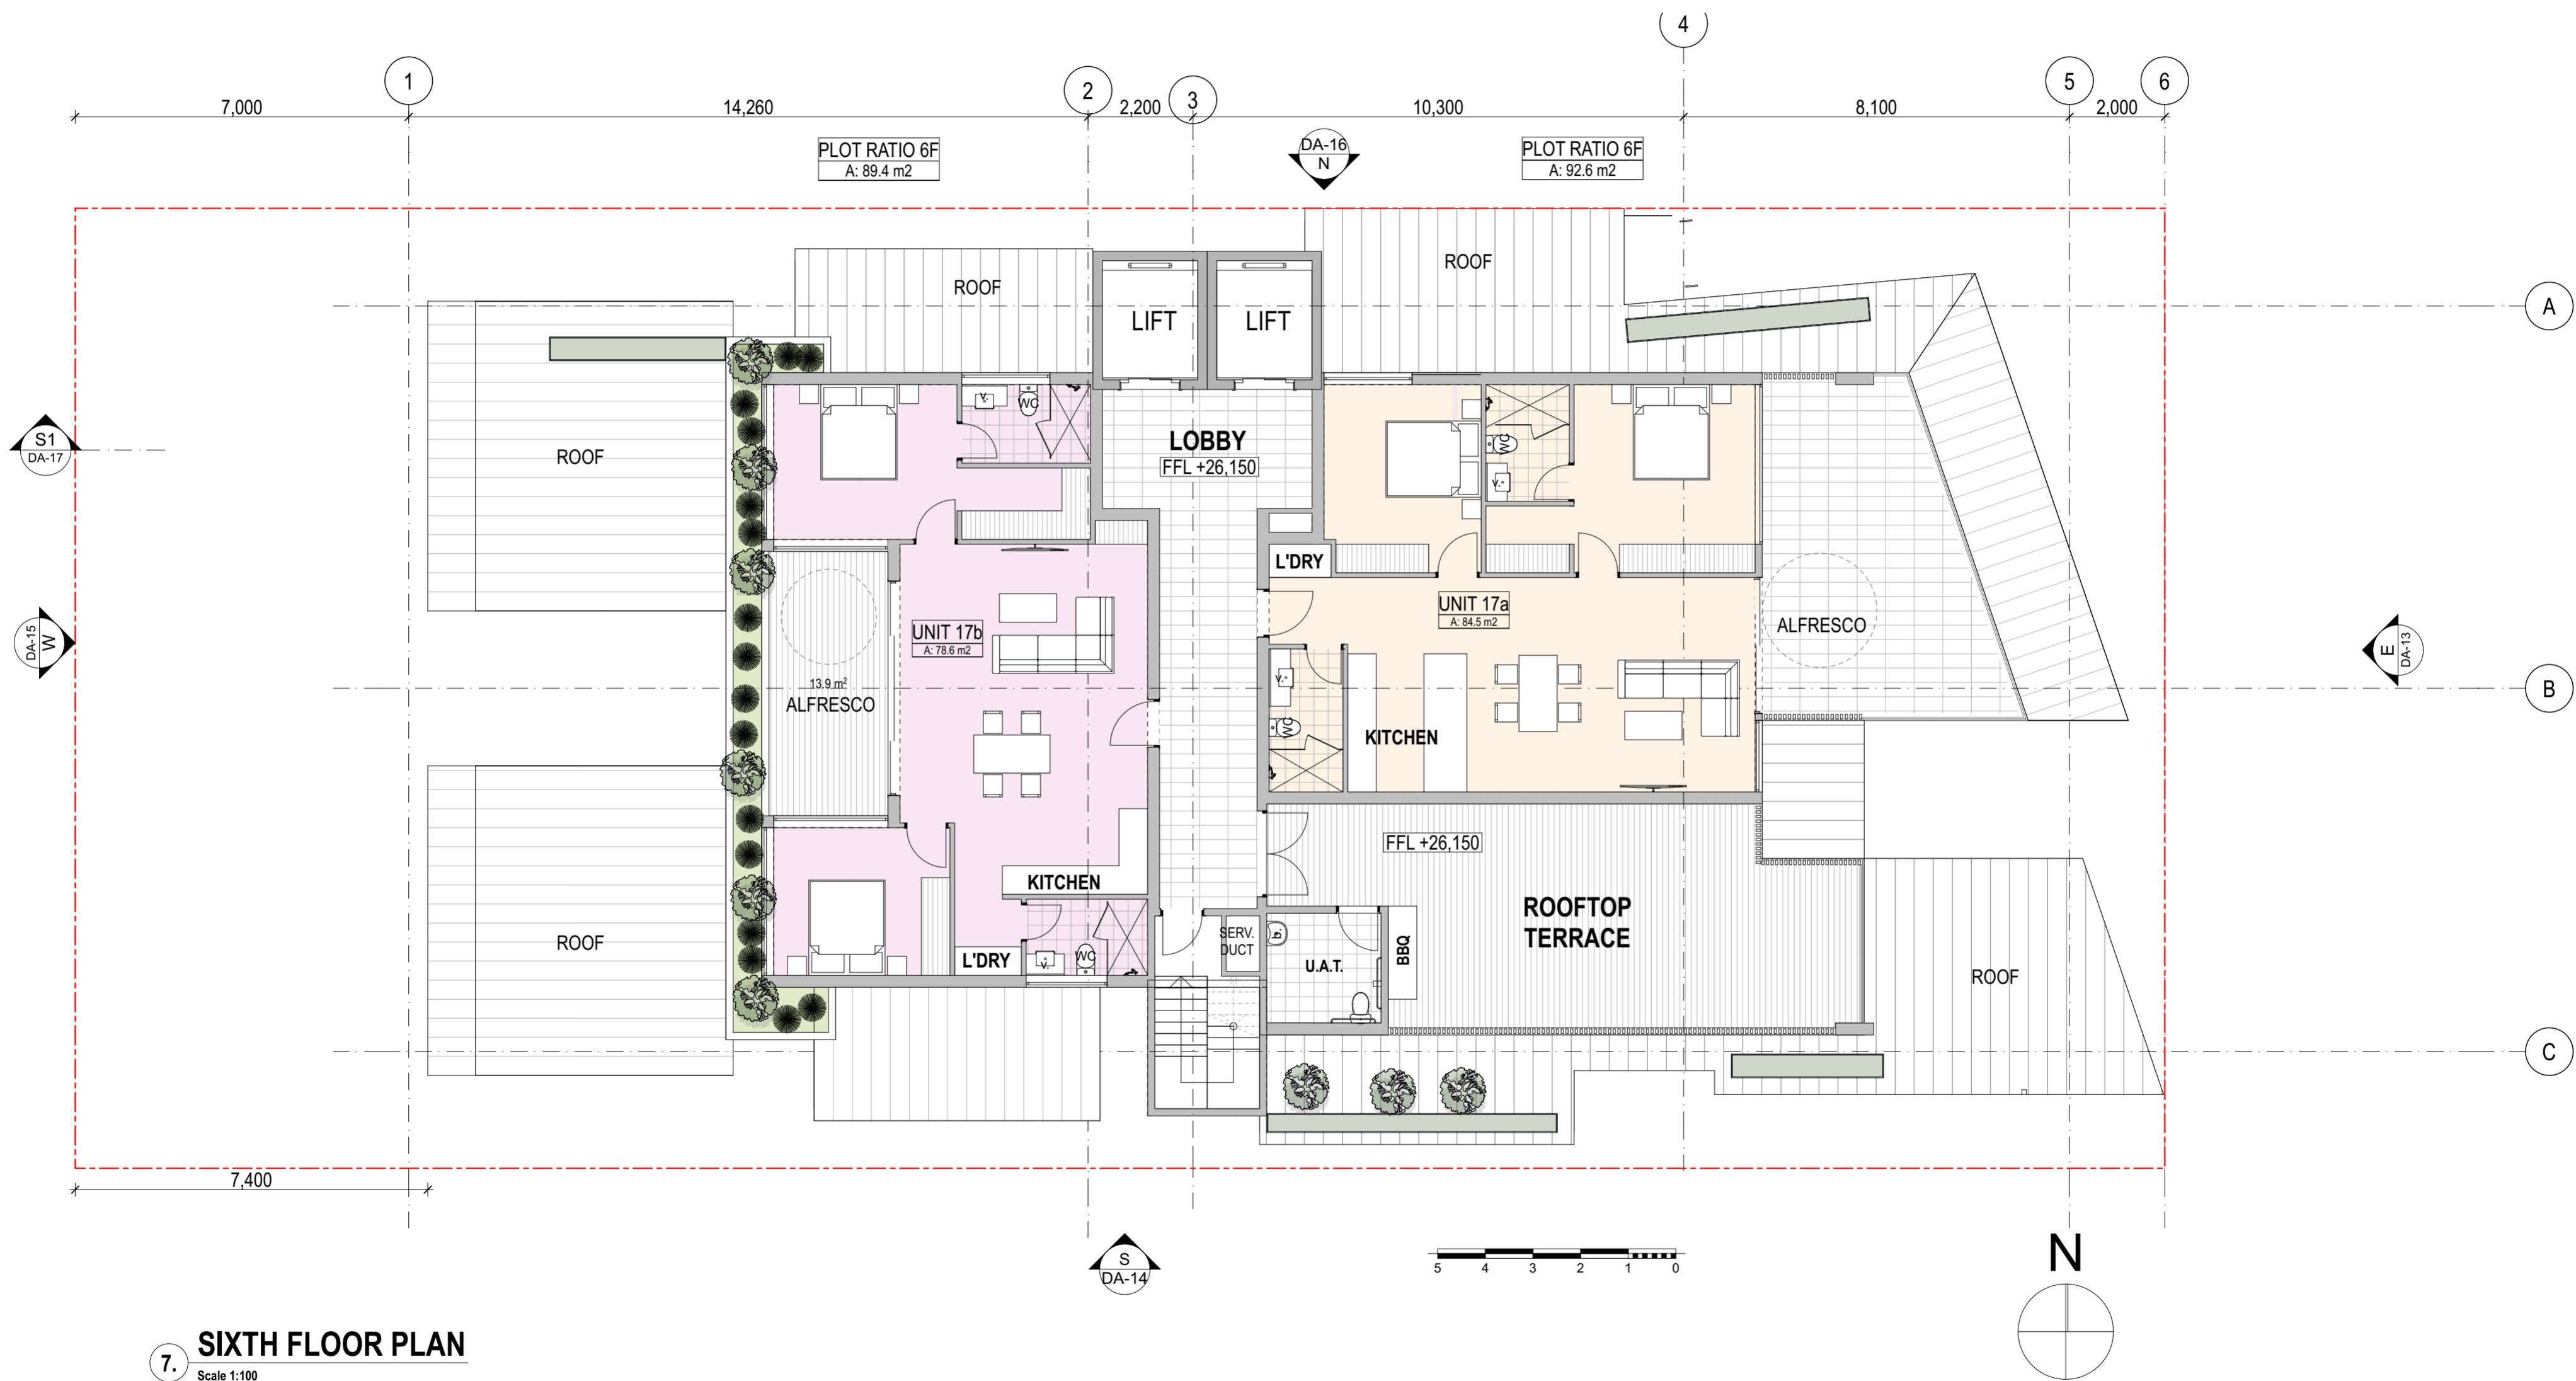 4
1
2
3
5
6
7,000
14,260
2,200
10,300
8,100
2,000
PLOT RATIO 6F
A: 89.4 m2
DA-16
N
PLOT RATIO 6F
A: 92.6 m2
ROOF
ROOF
LIFT
LIFT
A
v.
WC
LOBBY
FFL +26,150
WC
v.
S1
DA-17
ROOF
L'DRY
UNIT 17a
A: 84.5 m2
UNIT 17b
A: 78.6 m2
ALFRESCO
DA-15
W
E
DA-13
v.
13.9 m²
ALFRESCO
B
WC
KITCHEN
FFL +26,150
KITCHEN
ROOFTOP
TERRACE
ROOF
SERV.
DUCT
b.
BBQ
L'DRY
v.
WC
U.A.T.
ROOF
C
7,400
S
DA-14
5 4 3 2 1 0
N
7.
SIXTH FLOOR PLAN
Scale 1:100